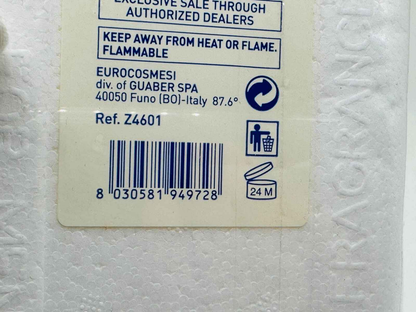 EXCLUSIVE SALE THROUGH
AUTHORIZED DEALERS
KEEP AWAY FROM HEAT OR FLAME.
FLAMMABLE
EUROCOSMESI
div. of GUABER SPA
40050 Funo (BO)-Italy 87.6°
Ref. Z4601
24 M
8 030581 949728